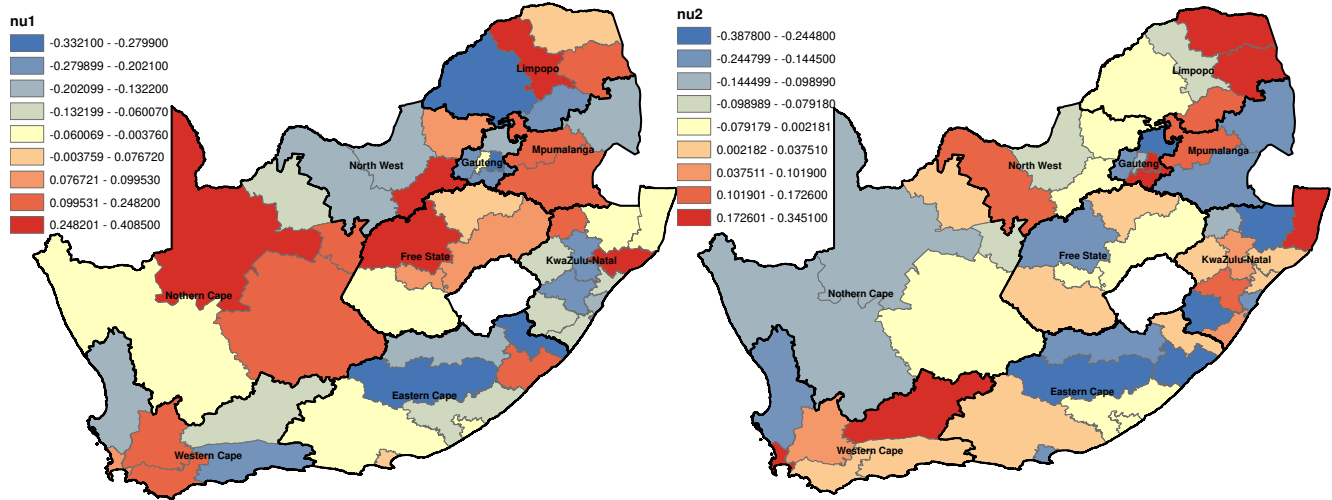 nu1
-0.332100 - -0.279900
-0.279899 - -0.202100
-0.202099 - -0.132200
-0.132199 - -0.060070
-0.060069 - -0.003760
-0.003759 - -0.076720
0.076721 - 0.099530
0.099531 - 0.248200
0.248201 - 0.408500
Limpopo
North West
Gauteng
Mpumalanga
Free State
KwaZulu-Natal
Nothern Cape
Eastern Cape
Western Cape
nu2
-0.387800 - -0.244800
-0.244799 - -0.144500
-0.144499 - -0.098990
-0.098989 - -0.079180
-0.079179 - 0.002181
0.002182 - 0.037510
0.037511 - 0.101900
0.101901 - 0.172600
0.172601 - 0.345100
Limpopo
North West
Gauteng
Mpumalanga
Free State
KwaZulu-Natal
Nothern Cape
Eastern Cape
Western Cape